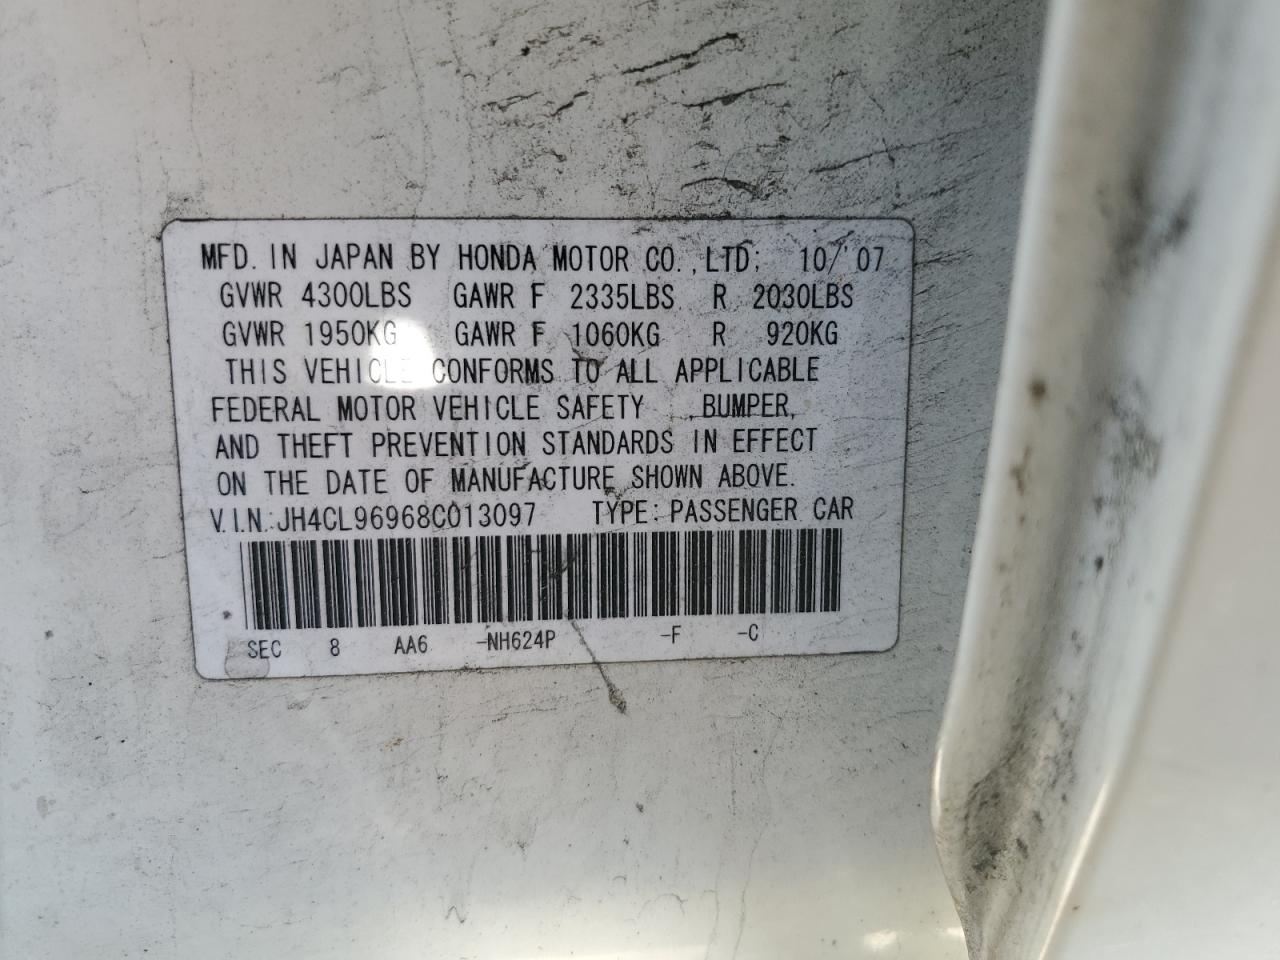 MFD. IN JAPAN BY HONDA MOTOR CO.,LTD; 10/'07
GVWR 4300LBS GAWR F 2335LBS R 2030LBS
GVWR 1950KG GAWR F 1060KG R 920KG
THIS VEHICLE CONFORMS TO ALL APPLICABLE
FEDERAL MOTOR VEHICLE SAFETY ,BUMPER,
AND THEFT PREVENTION STANDARDS IN EFFECT
ON THE DATE OF MANUFACTURE SHOWN ABOVE.
V.I.N.:JH4CL96968C013097 TYPE:PASSENGER CAR
SEC 8 AA6 -NH624P -F -C